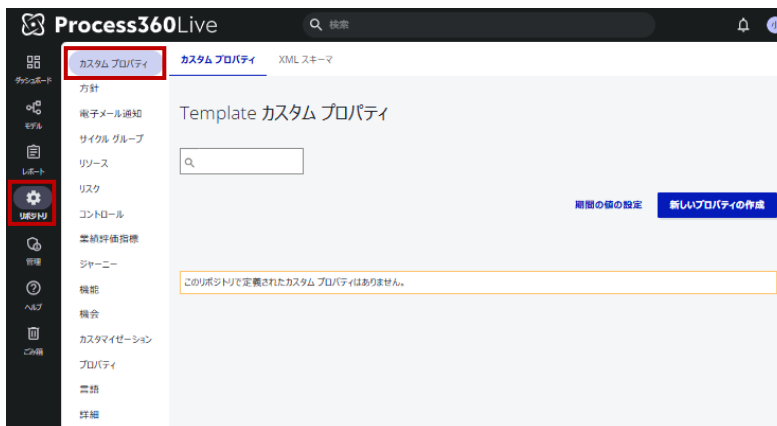 Process360Live
検索
小
ダッシュボード
モデル
レポート
リポジトリ
管理
ヘルプ
ごみ箱
カスタム プロパティ
方針
電子メール通知
サイクル グループ
リソース
リスク
コントロール
業績評価指標
ジャーニー
機能
機会
カスタマイゼーション
プロパティ
言語
詳細
カスタム プロパティ
XML スキーマ
Template カスタム プロパティ
期間の値の設定
新しいプロパティの作成
このリポジトリで定義されたカスタム プロパティはありません。